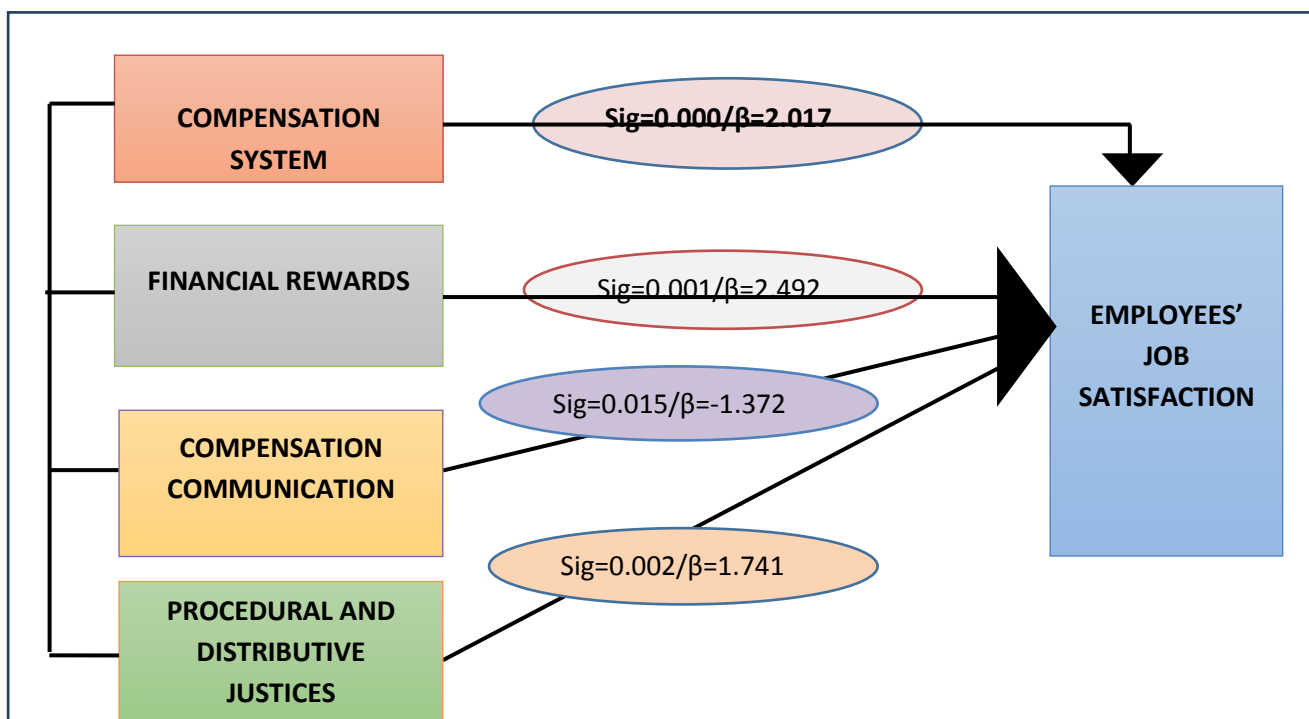 COMPENSATION
SYSTEM
Sig=0.000/β=2.017
FINANCIAL REWARDS
Sig=0.001/β=2.492
EMPLOYEES’
JOB
SATISFACTION
COMPENSATION
COMMUNICATION
Sig=0.015/β=-1.372
PROCEDURAL AND
DISTRIBUTIVE
JUSTICES
Sig=0.002/β=1.741